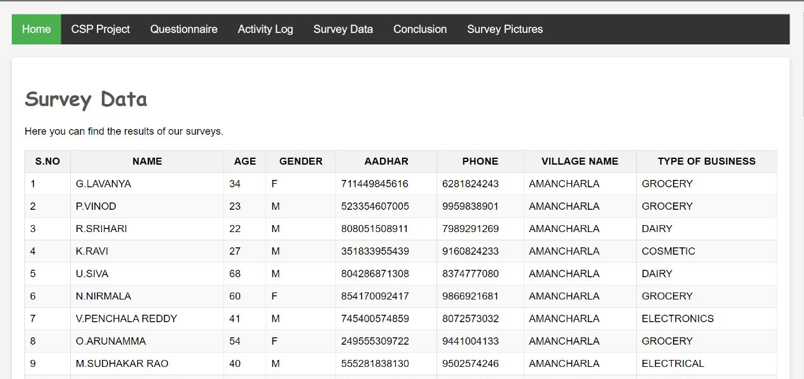 Home CSP Project Questionnaire Activity Log Survey Data Conclusion Survey Pictures
Survey Data
Here you can find the results of our surveys.
S.NO NAME AGE GENDER AADHAR PHONE VILLAGE NAME TYPE OF BUSINESS
1 G.LAVANYA 34 F 711449845616 6281824243 AMANCHARLA GROCERY
2 P.VINOD 23 M 523354607005 9959838901 AMANCHARLA GROCERY
3 R.SRIHARI 22 M 808051508911 7989291269 AMANCHARLA DAIRY
4 K.RAVI 27 M 351833955439 9160824233 AMANCHARLA COSMETIC
5 U.SIVA 68 M 804286871308 8374777080 AMANCHARLA DAIRY
6 N.NIRMALA 60 F 854170092417 9866921681 AMANCHARLA GROCERY
7 V.PENCHALA REDDY 41 M 745400574859 8072573032 AMANCHARLA ELECTRONICS
8 O.ARUNAMMA 54 F 249555309722 9441004133 AMANCHARLA GROCERY
9 M.SUDHAKAR RAO 40 M 555281838130 9502574246 AMANCHARLA ELECTRICAL